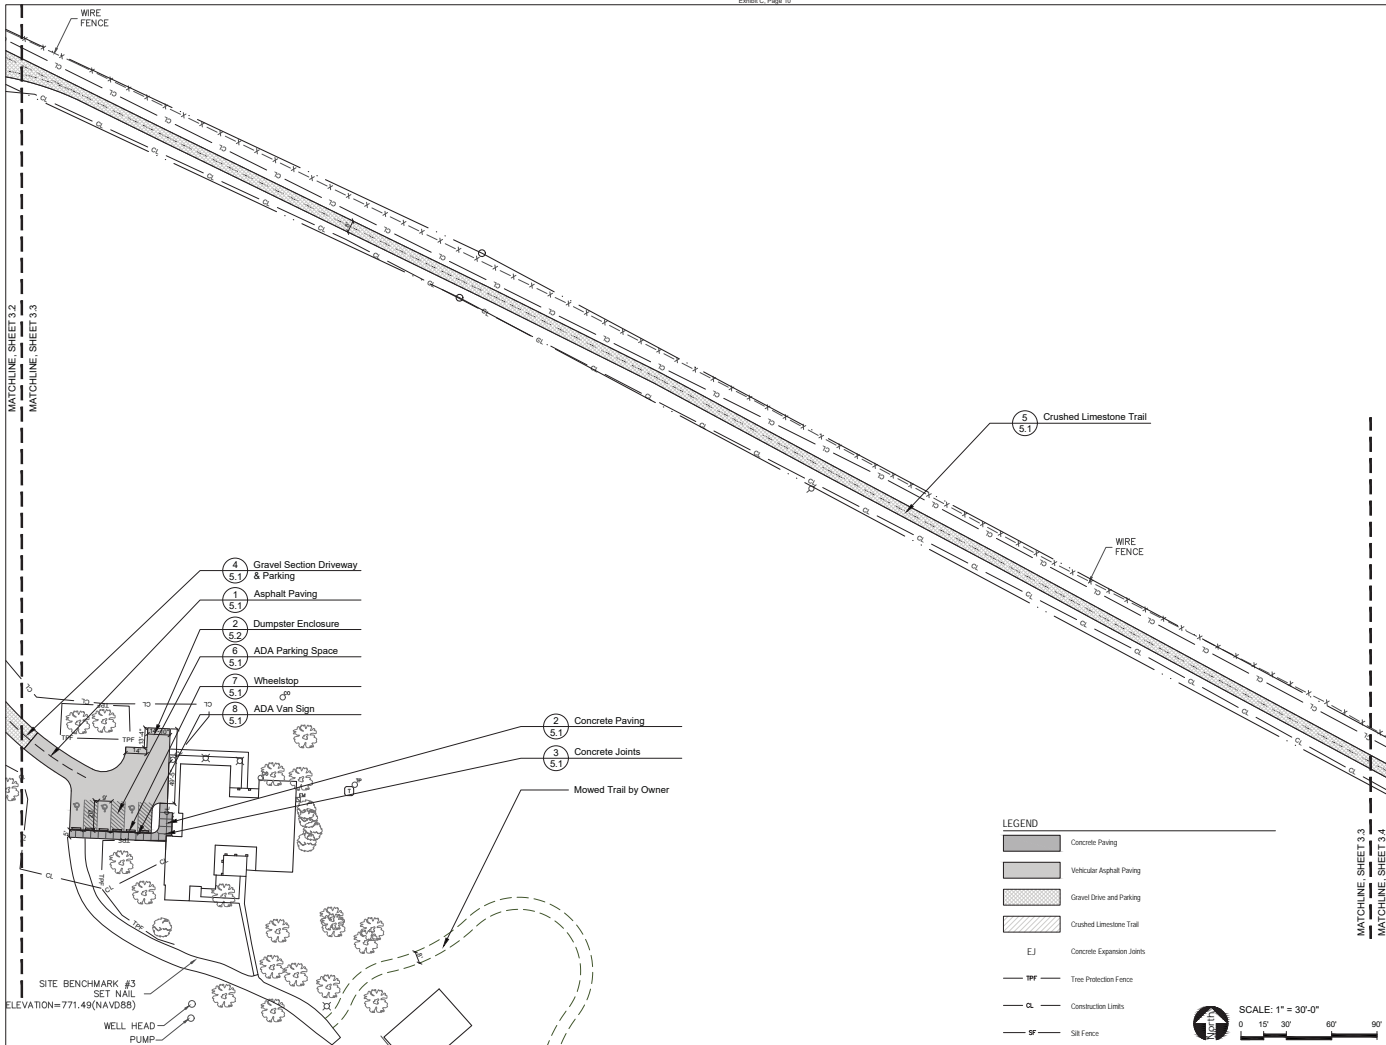 Exhibit C, Page 10
WIRE
FENCE
MATCHLINE, SHEET 3.2
MATCHLINE, SHEET 3.3
5
5.1
Crushed Limestone Trail
WIRE
FENCE
4
5.1
Gravel Section Driveway
& Parking
1
5.1
Asphalt Paving
2
5.2
Dumpster Enclosure
6
5.1
ADA Parking Space
7
5.1
Wheelstop
8
5.1
ADA Van Sign
2
5.1
Concrete Paving
3
5.1
Concrete Joints
Mowed Trail by Owner
SITE BENCHMARK #3
SET NAIL
ELEVATION=771.49(NAVD88)
WELL HEAD
PUMP
LEGEND
Concrete Paving
Vehicular Asphalt Paving
Gravel Drive and Parking
Crushed Limestone Trail
EJ Concrete Expansion Joints
TPF Tree Protection Fence
CL Construction Limits
SF Silt Fence
MATCHLINE, SHEET 3.3
MATCHLINE, SHEET 3.4
North
SCALE: 1" = 30'-0"
0 15' 30' 60' 90'